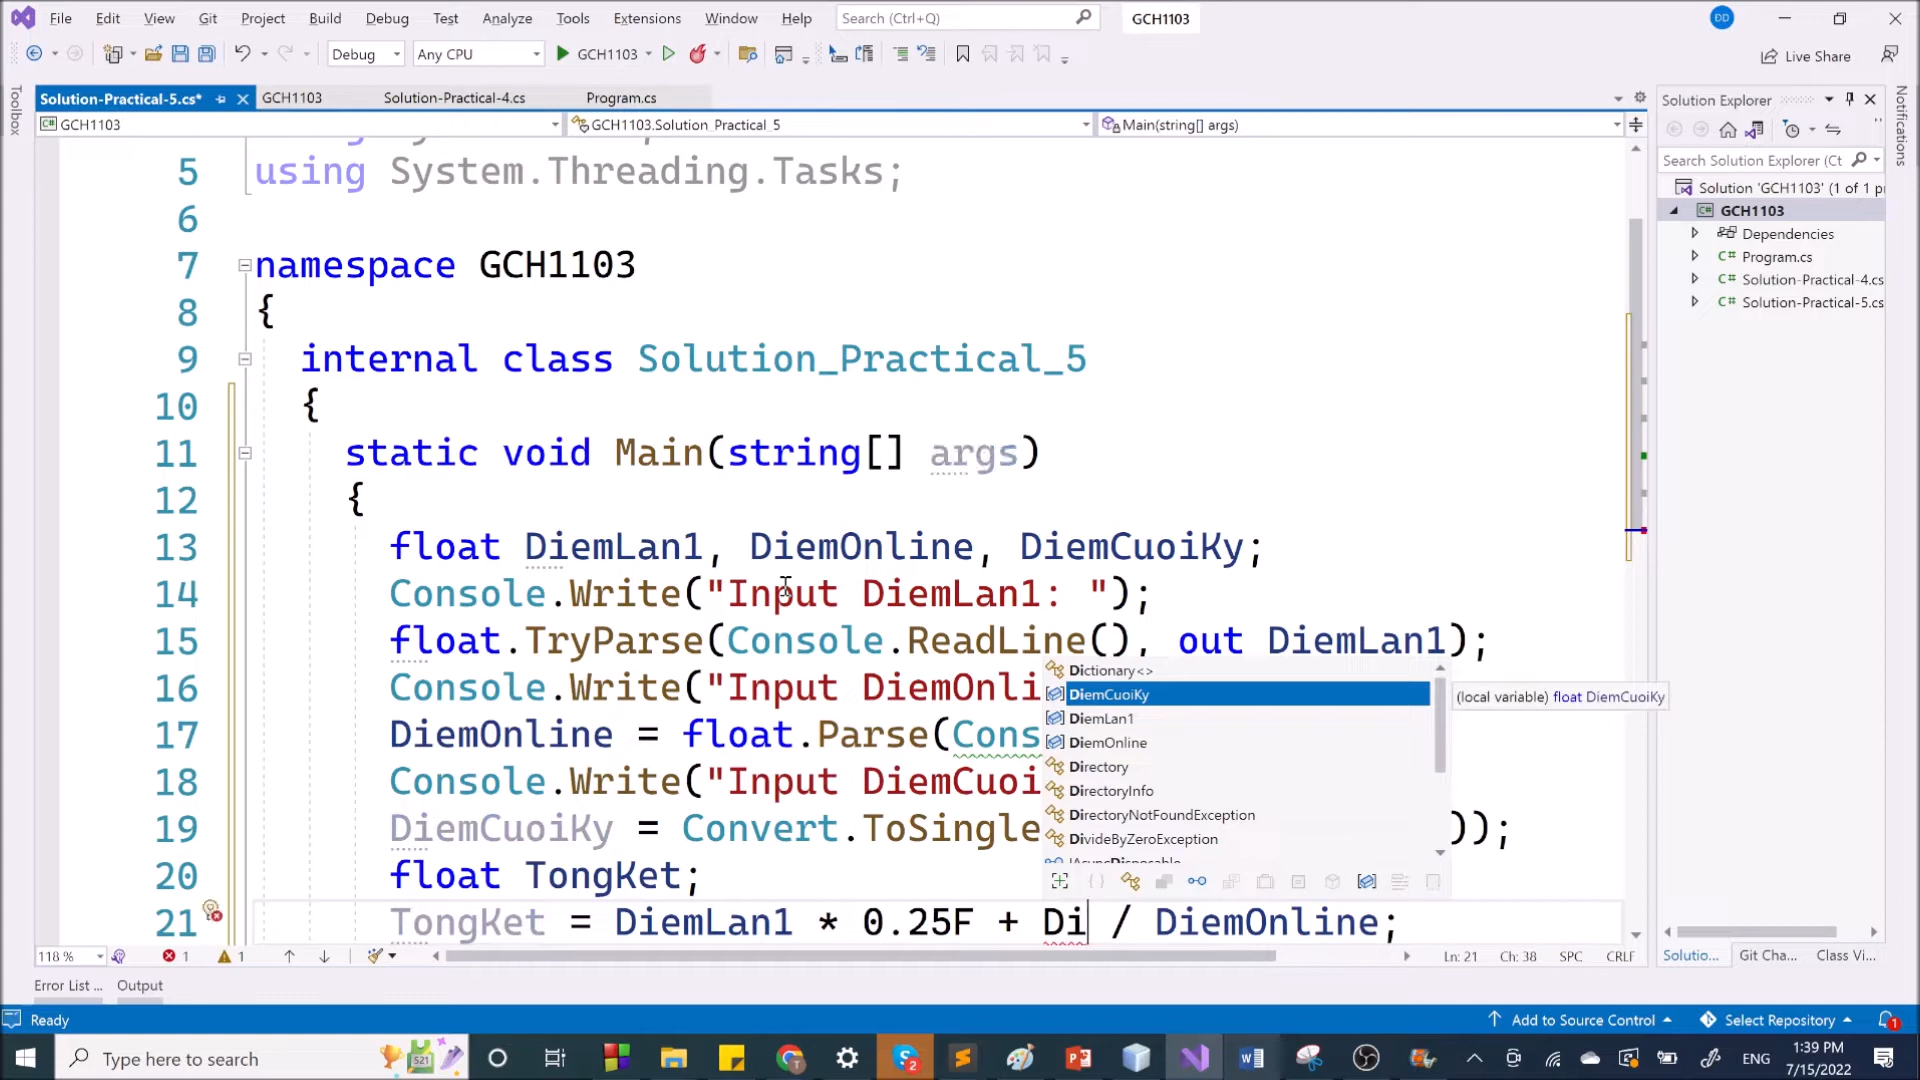 File Edit View Git Project Build Debug Test Analyze Tools Extensions Window Help Search (Ctrl+Q) GCH1103 ĐD
Debug Any CPU GCH1103 Live Share
Solution-Practical-5.cs* GCH1103 Solution-Practical-4.cs Program.cs
GCH1103 GCH1103.Solution_Practical_5 Main(string[] args)
5 using System.Threading.Tasks;
6
7 namespace GCH1103
8 {
9 internal class Solution_Practical_5
10 {
11 static void Main(string[] args)
12 {
13 float DiemLan1, DiemOnline, DiemCuoiKy;
14 Console.Write("Input DiemLan1: ");
15 float.TryParse(Console.ReadLine(), out DiemLan1);
16 Console.Write("Input DiemOnli
17 DiemOnline = float.Parse(Cons
18 Console.Write("Input DiemCuoi
19 DiemCuoiKy = Convert.ToSingle ));
20 float TongKet;
21 TongKet = DiemLan1 * 0.25F + Di / DiemOnline;
Dictionary<>
DiemCuoiKy
DiemLan1
DiemOnline
Directory
DirectoryInfo
DirectoryNotFoundException
DivideByZeroException
IAsyncDisposable
(local variable) float DiemCuoiKy
118 % 1 1 Ln: 21 Ch: 38 SPC CRLF
Error List ... Output
Toolbox
Solution Explorer
Search Solution Explorer (Ct
Solution 'GCH1103' (1 of 1 pr
GCH1103
Dependencies
Program.cs
Solution-Practical-4.cs
Solution-Practical-5.cs
Solutio... Git Cha... Class Vi...
Notifications
Ready Add to Source Control Select Repository 1
Type here to search 521 2 ENG 1:39 PM
7/15/2022